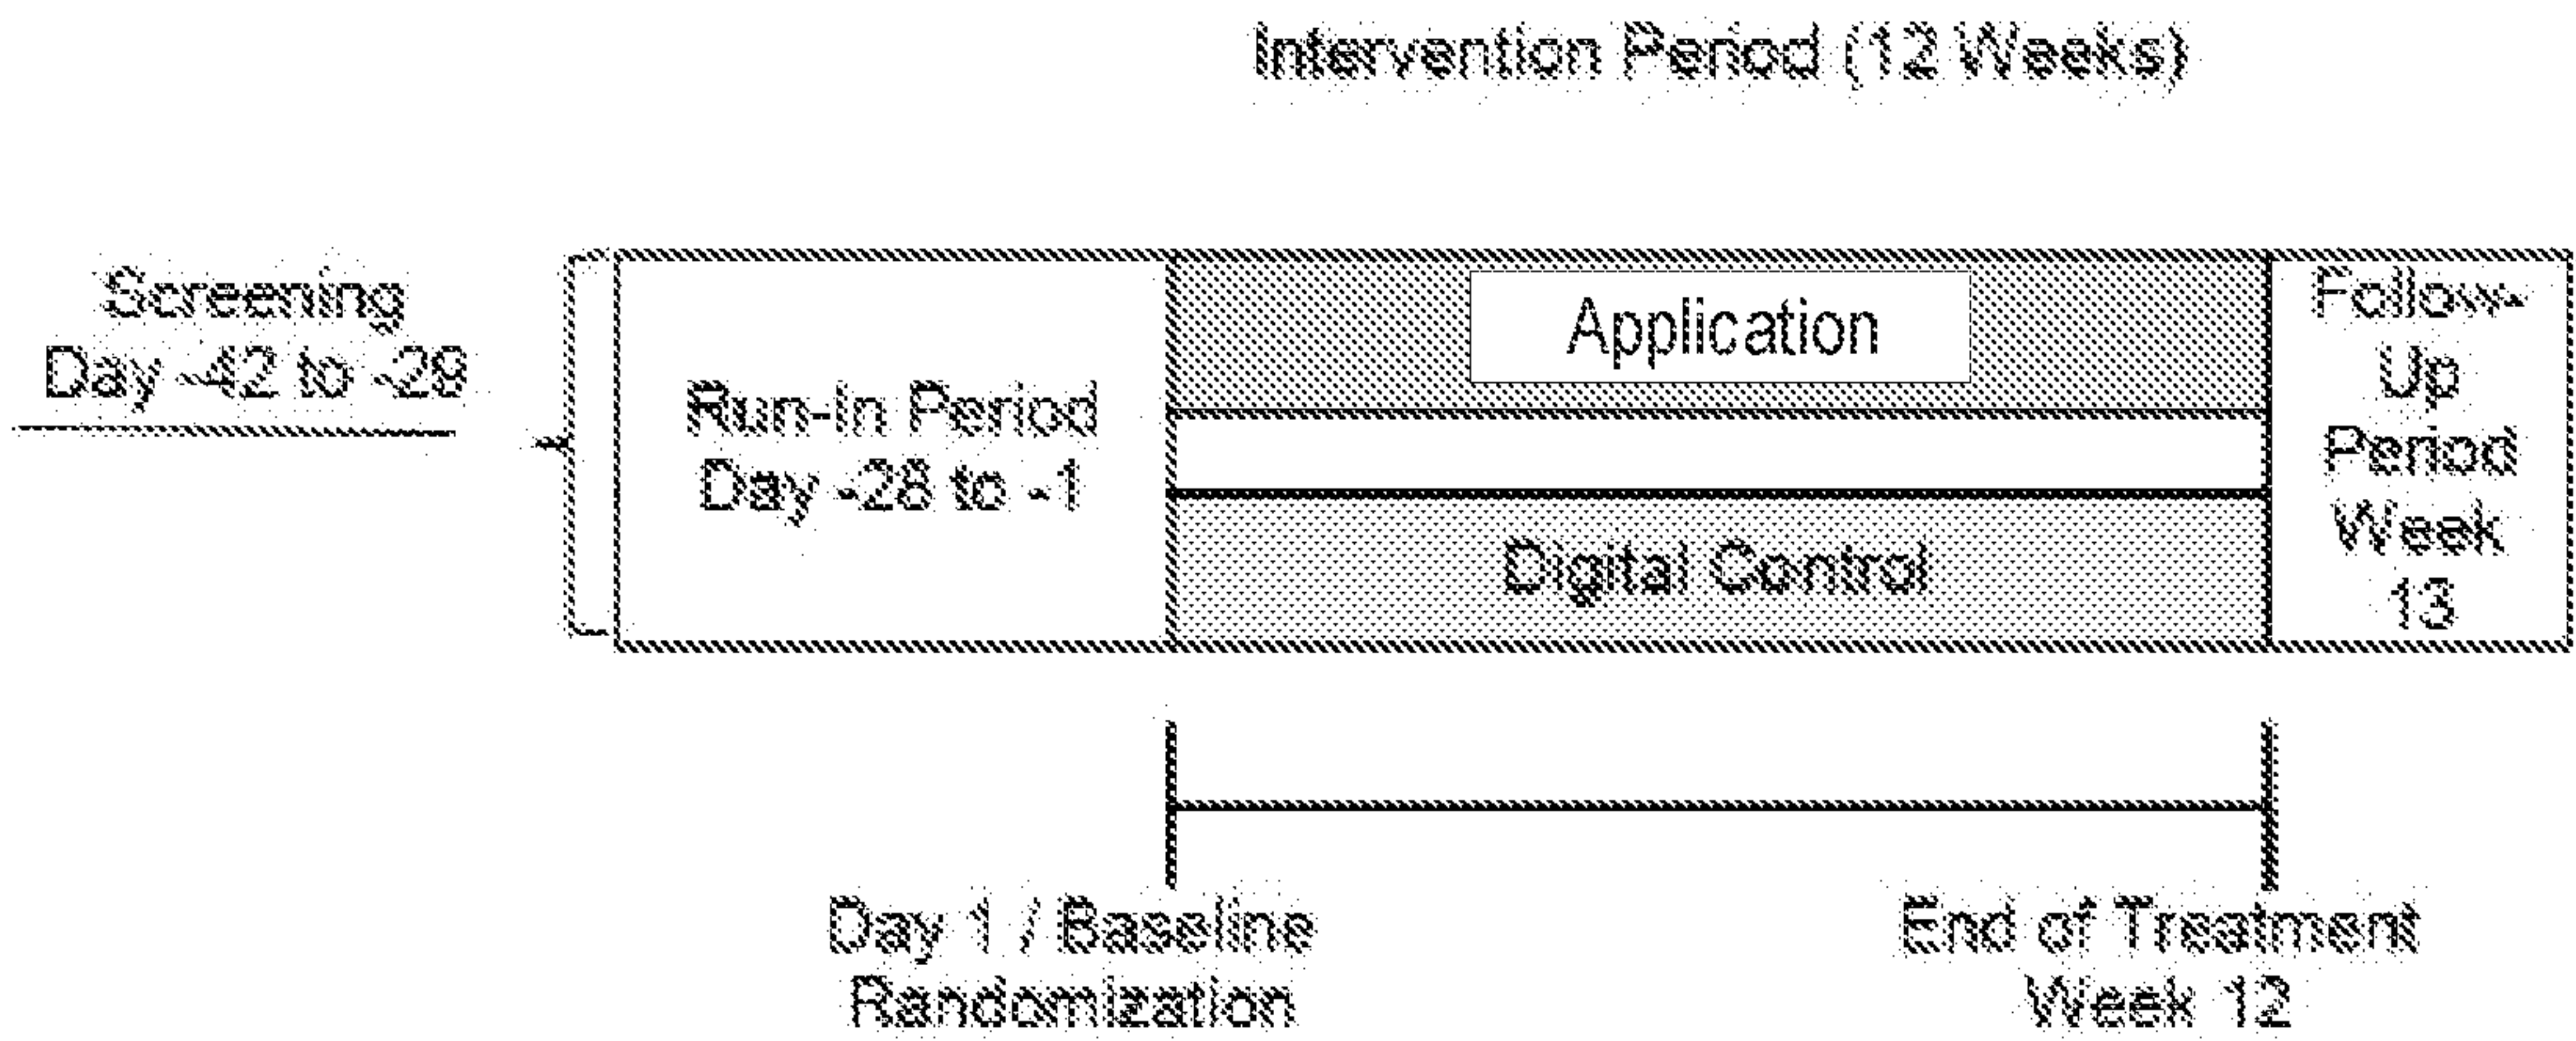 Intervention Period (12 Weeks)
Screening
Day -42 to -29
Run-In Period
Day -28 to -1
Application
Digital Control
Follow-
Up
Period
Week
13
Day 1 / Baseline
Randomization
End of Treatment
Week 12